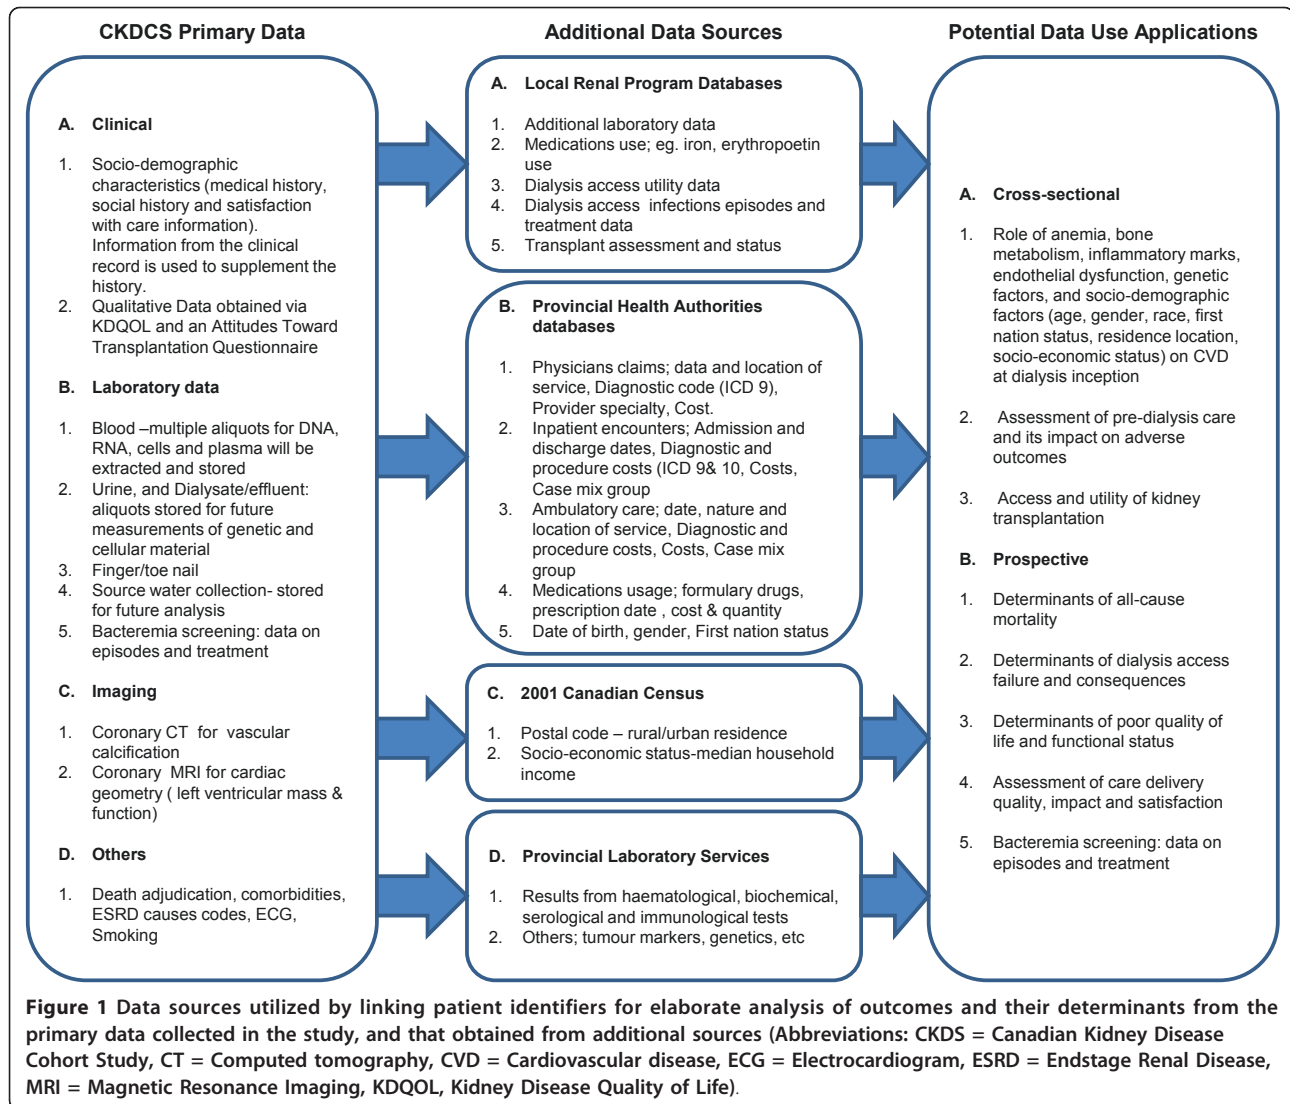 CKDCS Primary Data
A. Clinical
1. Socio-demographic
characteristics (medical history,
social history and satisfaction
with care information).
Information from the clinical
record is used to supplement the
history.
2. Qualitative Data obtained via
KDQOL and an Attitudes Toward
Transplantation Questionnaire
B. Laboratory data
1. Blood –multiple aliquots for DNA,
RNA, cells and plasma will be
extracted and stored
2. Urine, and Dialysate/effluent:
aliquots stored for future
measurements of genetic and
cellular material
3. Finger/toe nail
4. Source water collection- stored
for future analysis
5. Bacteremia screening: data on
episodes and treatment
C. Imaging
1. Coronary CT for vascular
calcification
2. Coronary MRI for cardiac
geometry ( left ventricular mass &
function)
D. Others
1. Death adjudication, comorbidities,
ESRD causes codes, ECG,
Smoking
Additional Data Sources
A. Local Renal Program Databases
1. Additional laboratory data
2. Medications use; eg. iron, erythropoetin
use
3. Dialysis access utility data
4. Dialysis access infections episodes and
treatment data
5. Transplant assessment and status
B. Provincial Health Authorities
databases
1. Physicians claims; data and location of
service, Diagnostic code (ICD 9),
Provider specialty, Cost.
2. Inpatient encounters; Admission and
discharge dates, Diagnostic and
procedure costs (ICD 9& 10, Costs,
Case mix group
3. Ambulatory care; date, nature and
location of service, Diagnostic and
procedure costs, Costs, Case mix
group
4. Medications usage; formulary drugs,
prescription date , cost & quantity
5. Date of birth, gender, First nation status
C. 2001 Canadian Census
1. Postal code – rural/urban residence
2. Socio-economic status-median household
income
D. Provincial Laboratory Services
1. Results from haematological, biochemical,
serological and immunological tests
2. Others; tumour markers, genetics, etc
Potential Data Use Applications
A. Cross-sectional
1. Role of anemia, bone
metabolism, inflammatory marks,
endothelial dysfunction, genetic
factors, and socio-demographic
factors (age, gender, race, first
nation status, residence location,
socio-economic status) on CVD
at dialysis inception
2. Assessment of pre-dialysis care
and its impact on adverse
outcomes
3. Access and utility of kidney
transplantation
B. Prospective
1. Determinants of all-cause
mortality
2. Determinants of dialysis access
failure and consequences
3. Determinants of poor quality of
life and functional status
4. Assessment of care delivery
quality, impact and satisfaction
5. Bacteremia screening: data on
episodes and treatment
Figure 1 Data sources utilized by linking patient identifiers for elaborate analysis of outcomes and their determinants from the
primary data collected in the study, and that obtained from additional sources (Abbreviations: CKDS = Canadian Kidney Disease
Cohort Study, CT = Computed tomography, CVD = Cardiovascular disease, ECG = Electrocardiogram, ESRD = Endstage Renal Disease,
MRI = Magnetic Resonance Imaging, KDQOL, Kidney Disease Quality of Life).